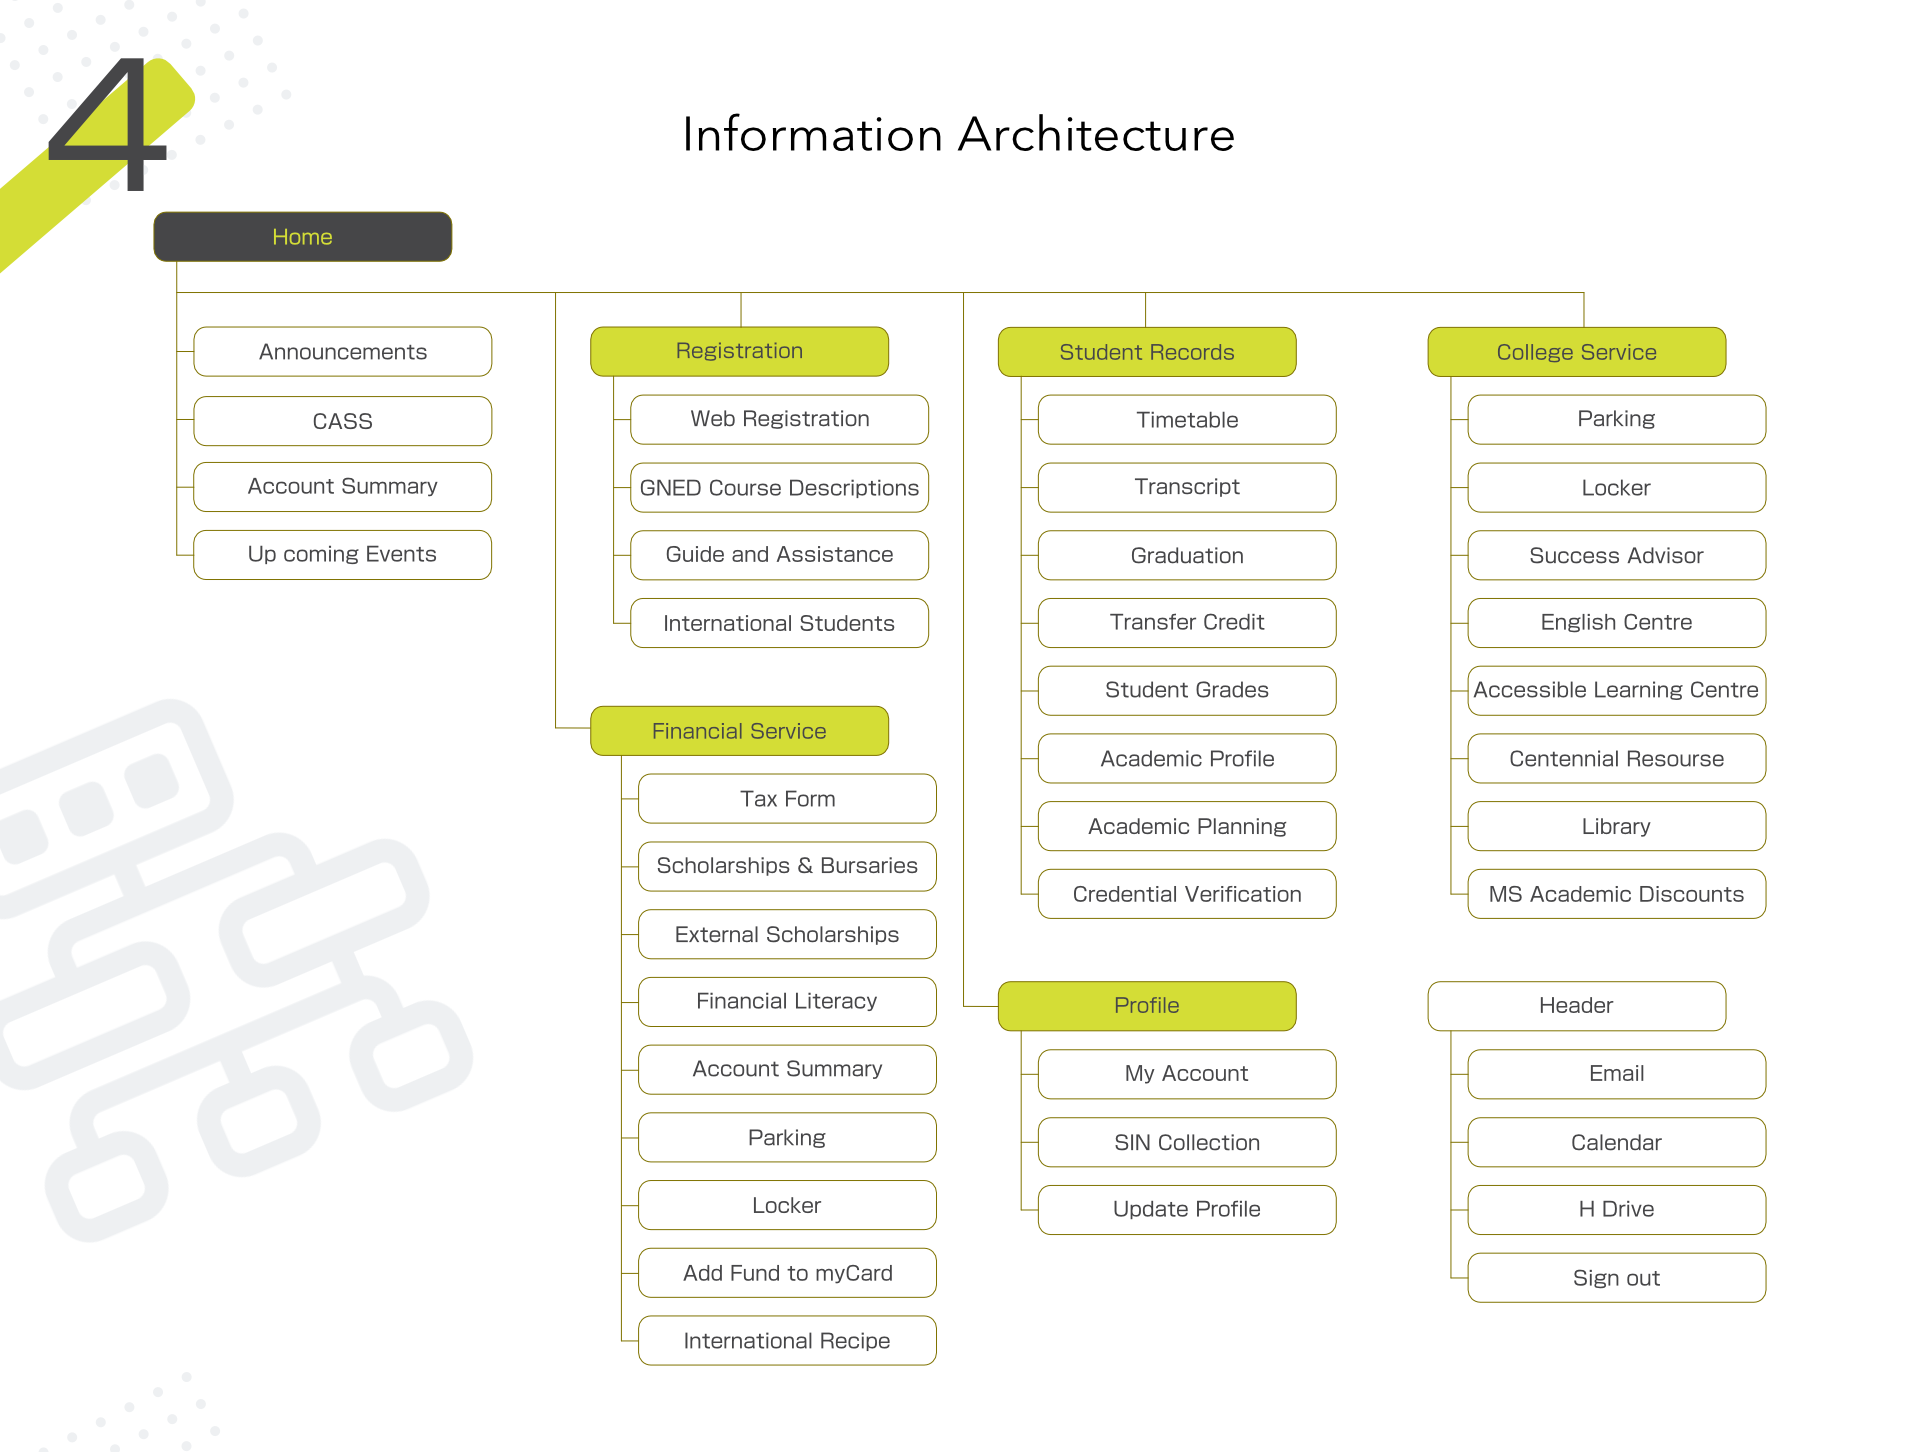 4
Information Architecture
Home
Announcements
CASS
Account Summary
Up coming Events
Registration
Web Registration
GNED Course Descriptions
Guide and Assistance
International Students
Financial Service
Tax Form
Scholarships & Bursaries
External Scholarships
Financial Literacy
Account Summary
Parking
Locker
Add Fund to myCard
International Recipe
Student Records
Timetable
Transcript
Graduation
Transfer Credit
Student Grades
Academic Profile
Academic Planning
Credential Verification
Profile
My Account
SIN Collection
Update Profile
College Service
Parking
Locker
Success Advisor
English Centre
Accessible Learning Centre
Centennial Resourse
Library
MS Academic Discounts
Header
Email
Calendar
H Drive
Sign out